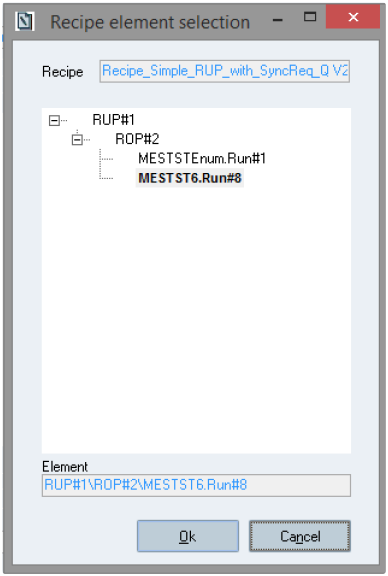 Recipe element selection
Recipe Recipe_Simple_RUP_with_SyncReq_Q V2
RUP#1
ROP#2
MESTSTEnum.Run#1
MESTST6.Run#8
Element
RUP#1\ROP#2\MESTST6.Run#8
Ok Cancel